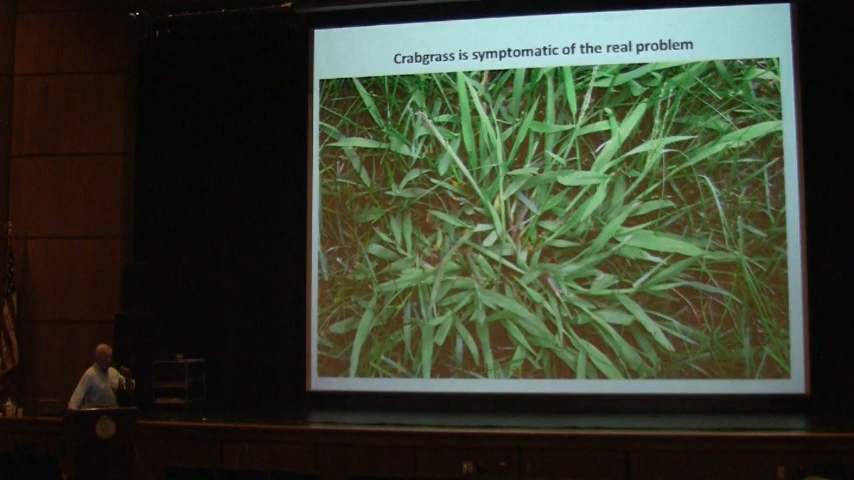 Crabgrass is symptomatic of the real problem